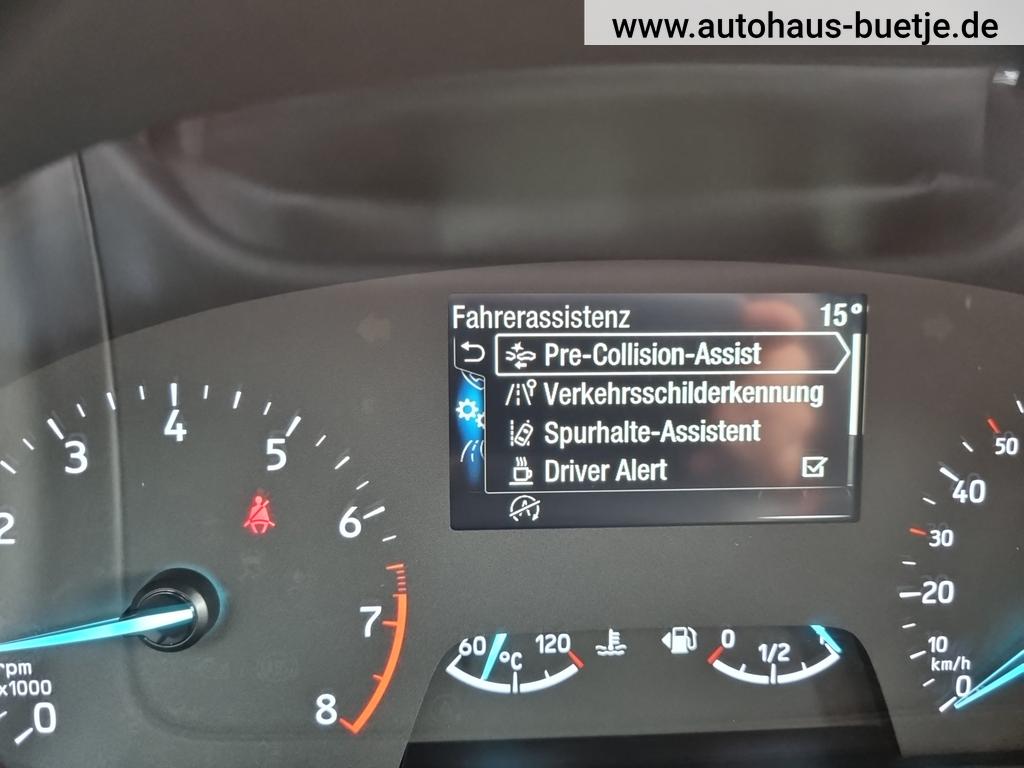 www.autohaus-buetje.de
Fahrerassistenz 15°
Pre-Collision-Assist
Verkehrsschilderkennung
Spurhalte-Assistent
Driver Alert
2 3 4 5 6 7 8
rpm
x1000
0
60 °C 120
0 1/2 1
50
40
30
20
10
km/h
0